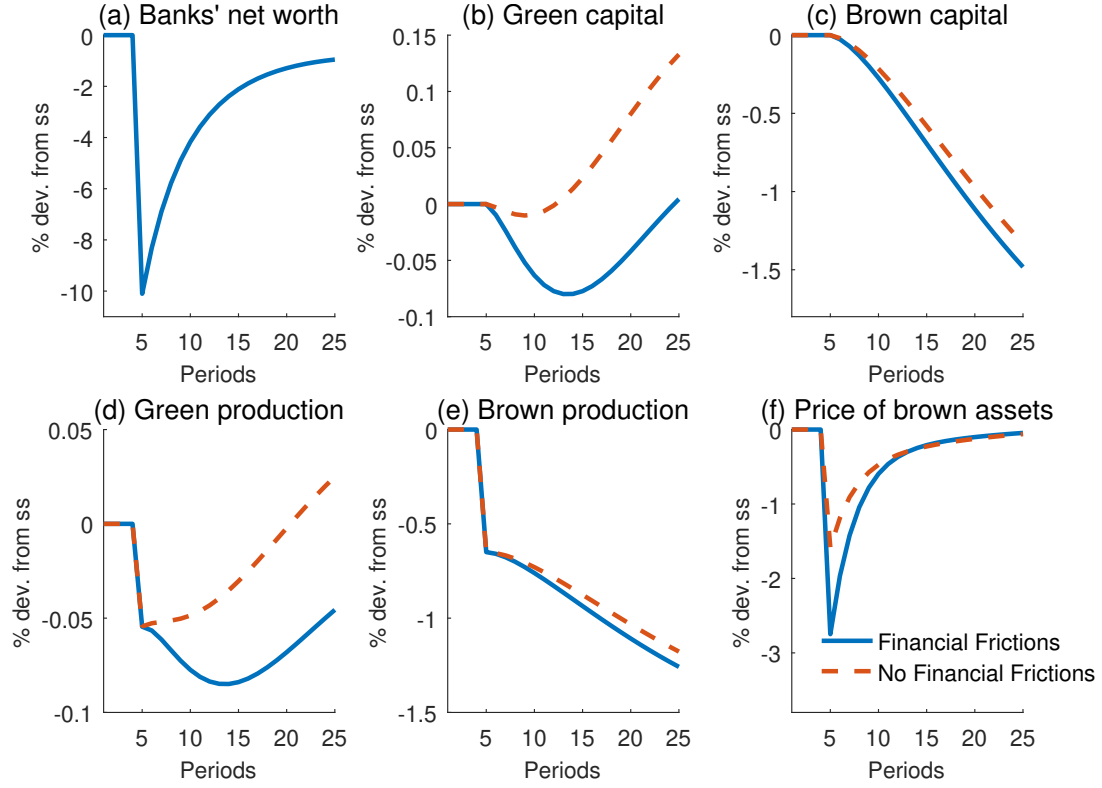 (a) Banks' net worth
% dev. from ss
0
-2
-4
-6
-8
-10
5 10 15 20 25
Periods
(b) Green capital
% dev. from ss
0.15
0.1
0.05
0
-0.05
-0.1
5 10 15 20 25
Periods
(c) Brown capital
% dev. from ss
0
-0.5
-1
-1.5
5 10 15 20 25
Periods
(d) Green production
% dev. from ss
0.05
0
-0.05
-0.1
5 10 15 20 25
Periods
(e) Brown production
% dev. from ss
0
-0.5
-1
-1.5
5 10 15 20 25
Periods
(f) Price of brown assets
% dev. from ss
0
-1
-2
-3
5 10 15 20 25
Periods
Financial Frictions
No Financial Frictions